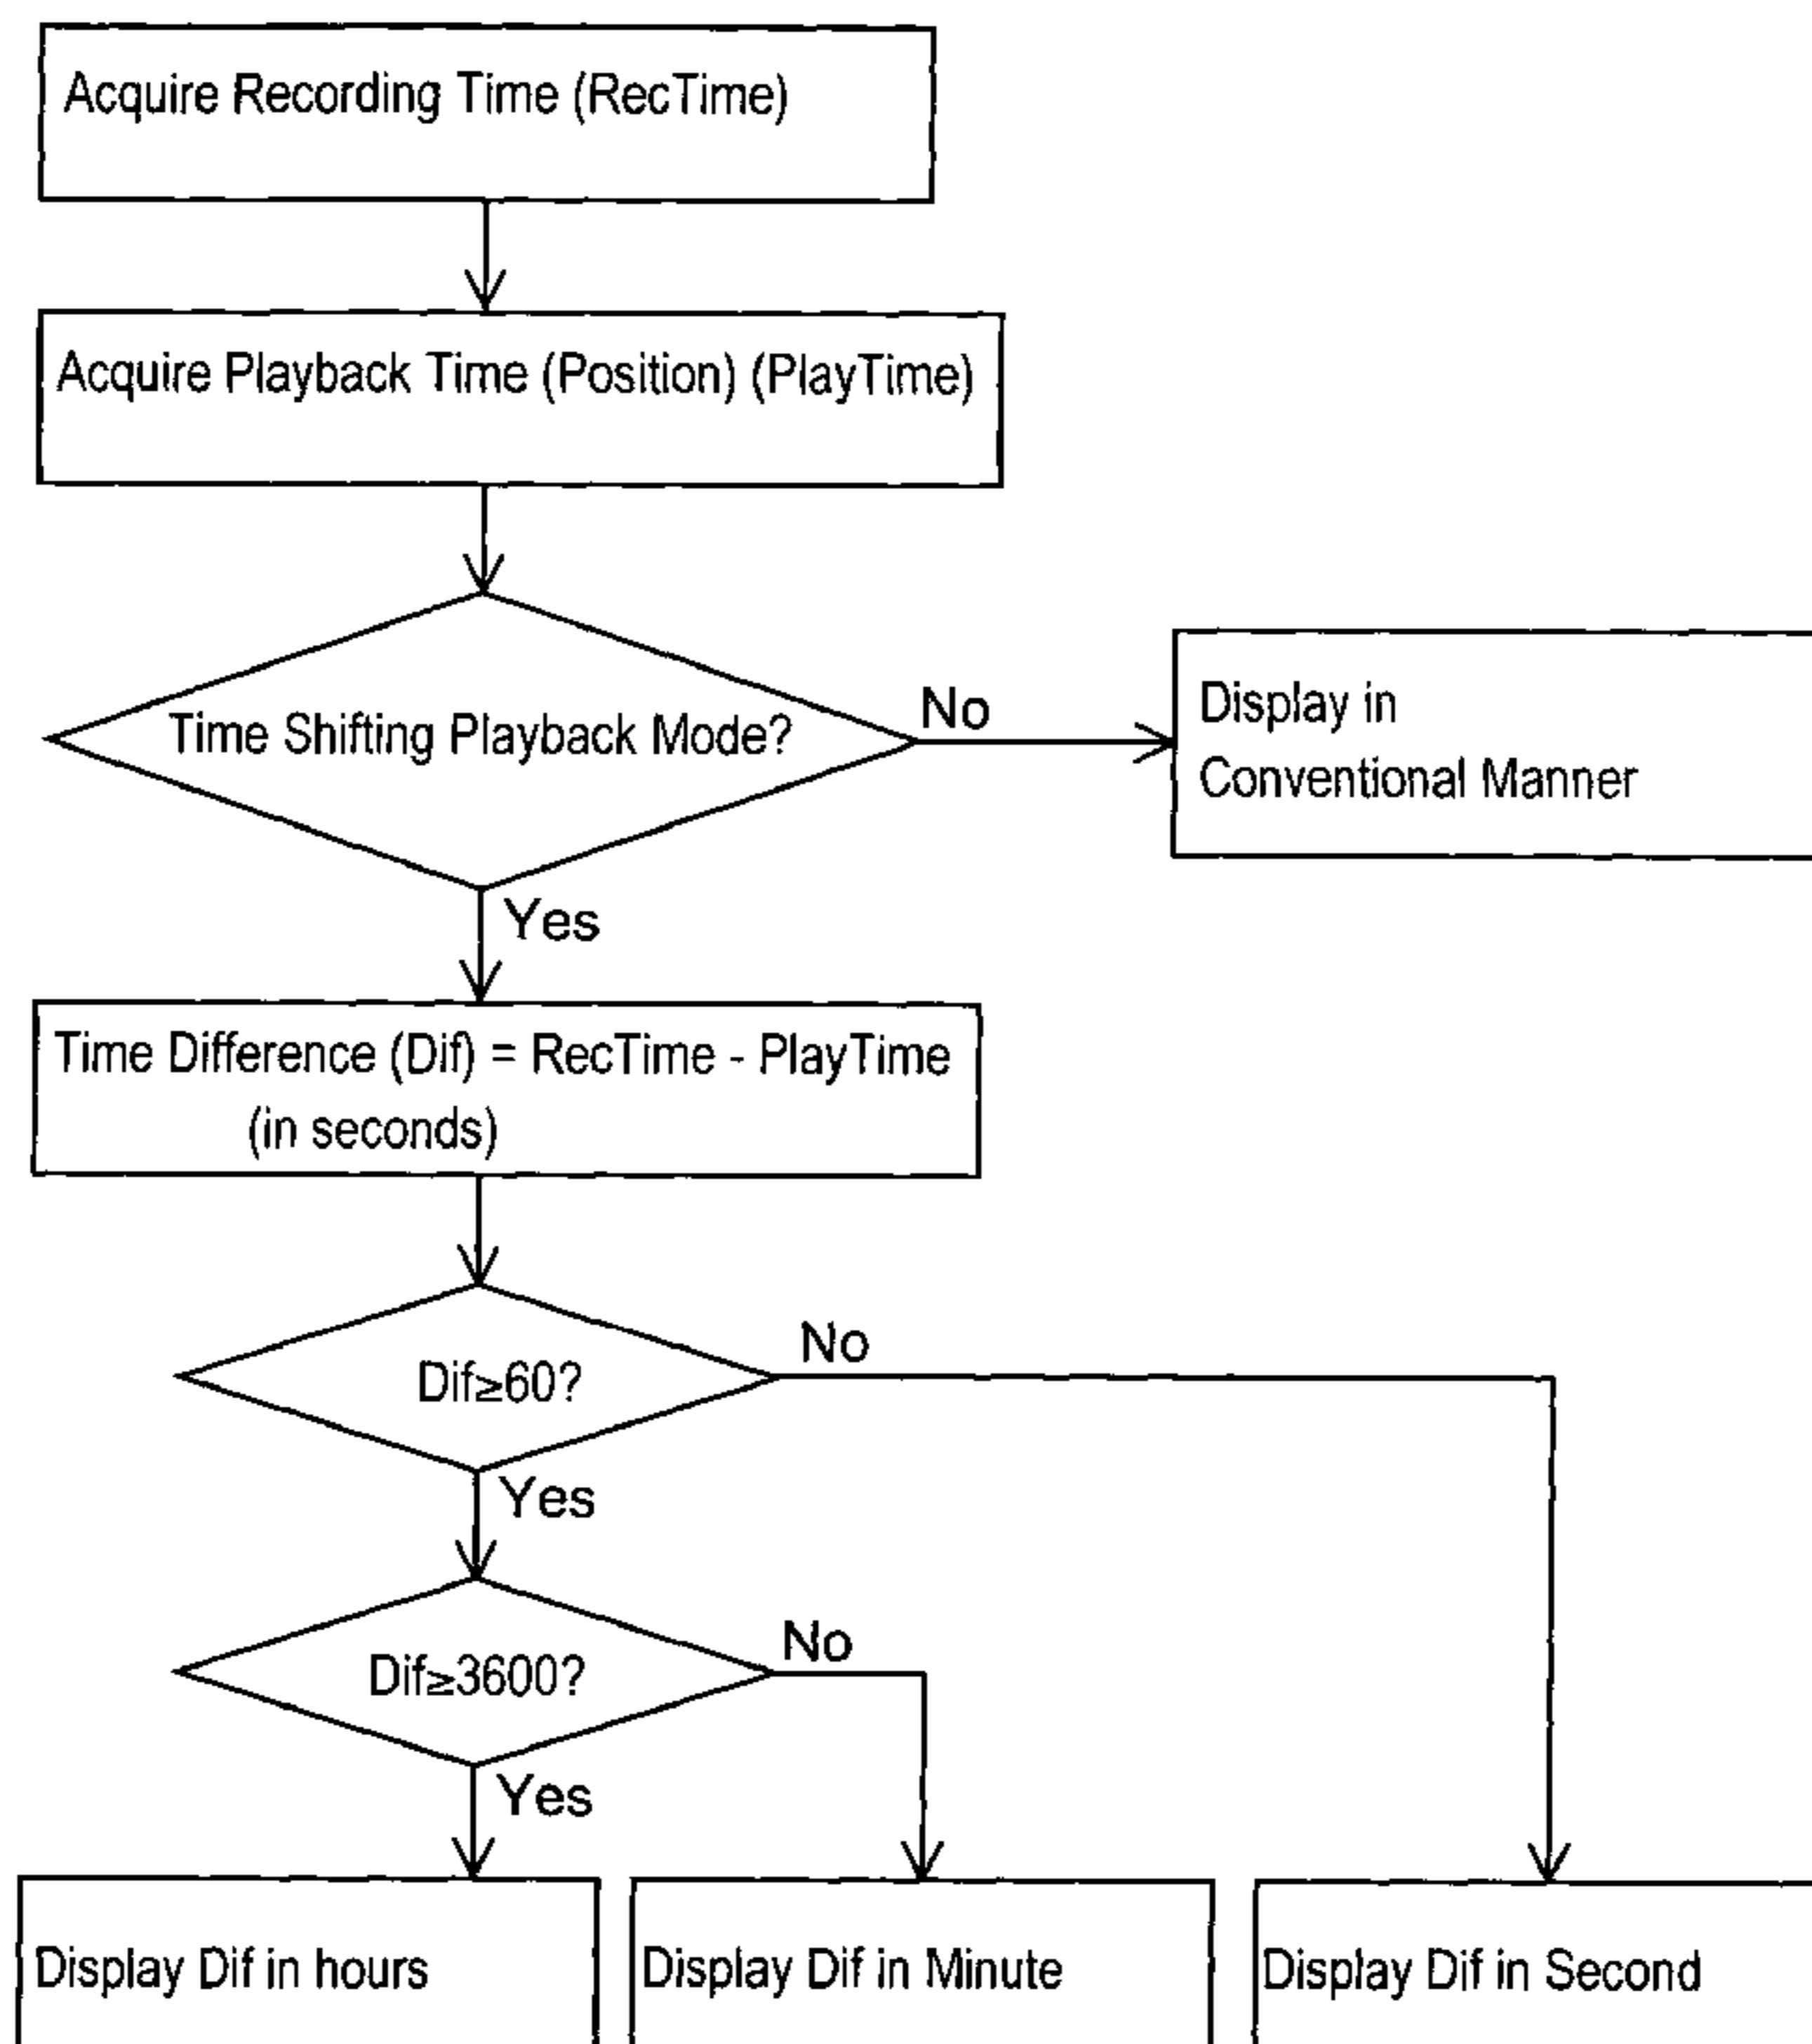 Acquire Recording Time (RecTime)
Acquire Playback Time (Position) (PlayTime)
Time Shifting Playback Mode?
No
Display in
Conventional Manner
Yes
Time Difference (Dif) = RecTime - PlayTime
(in seconds)
Dif≥60?
No
Yes
Dif≥3600?
No
Yes
Display Dif in hours
Display Dif in Minute
Display Dif in Second